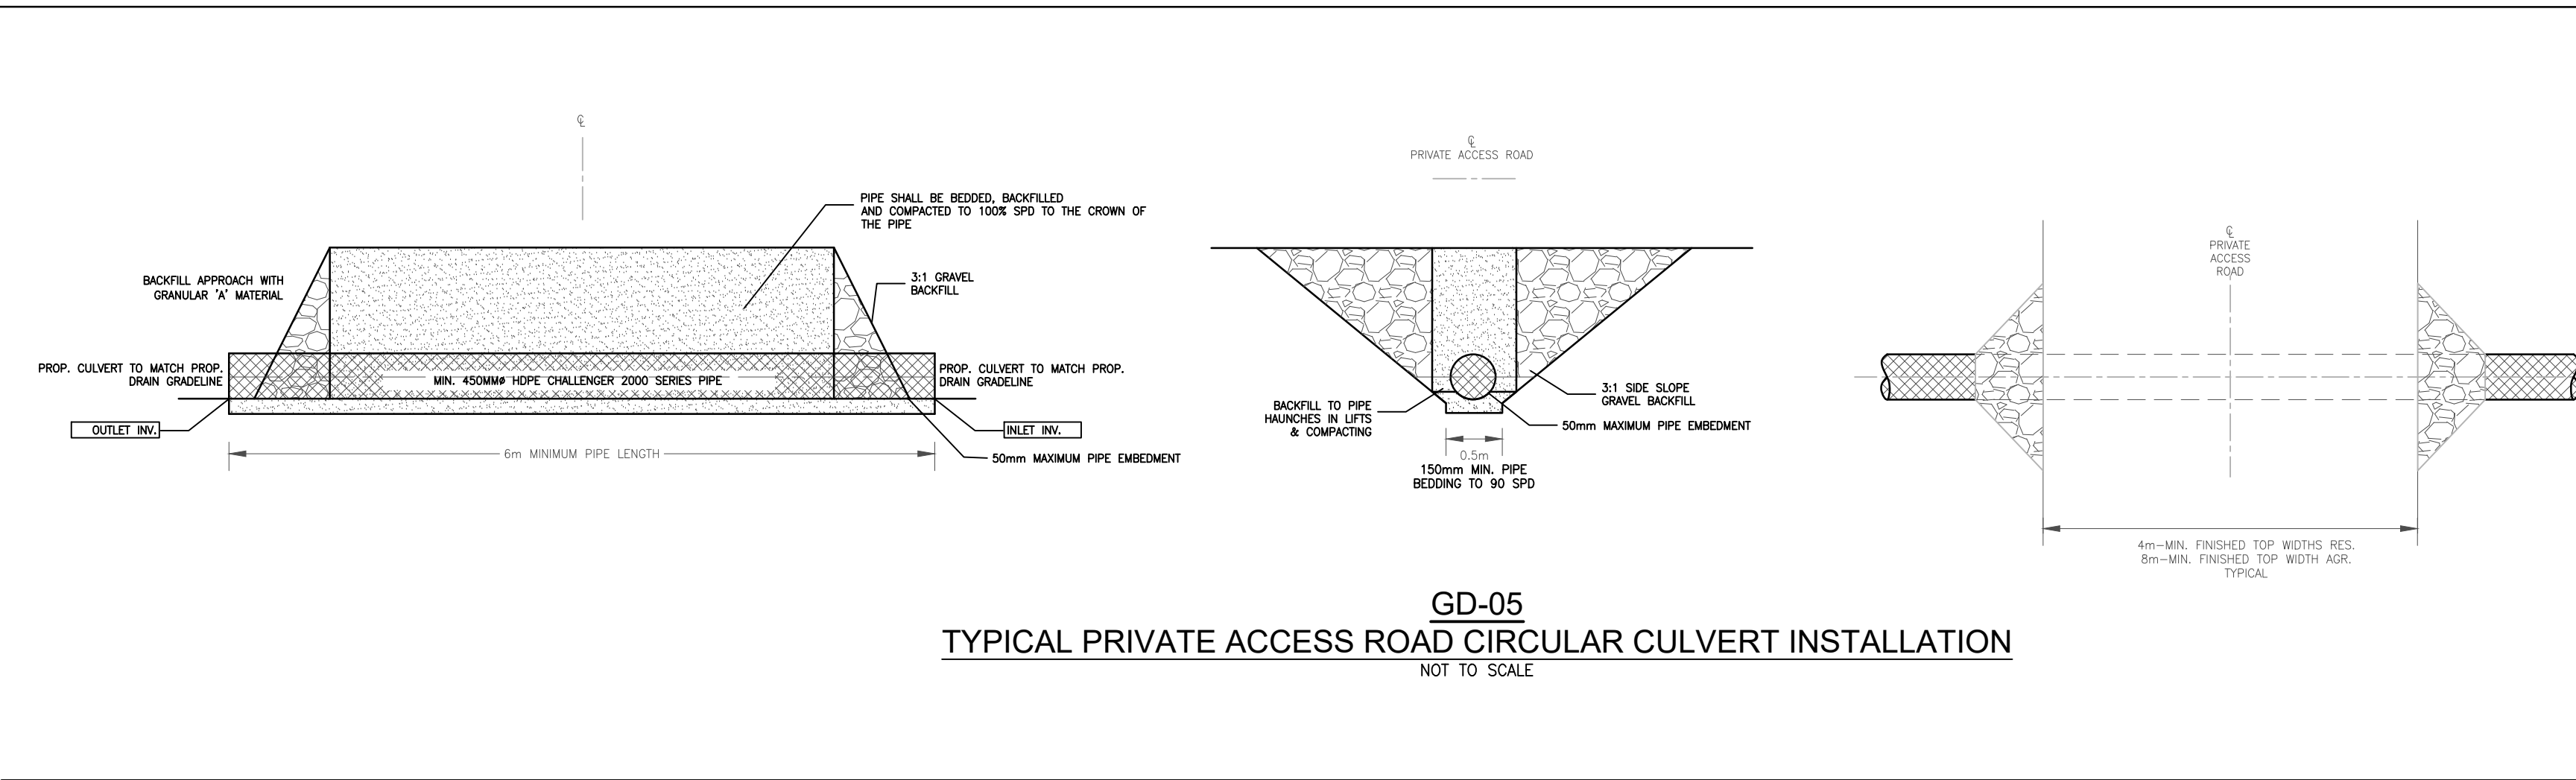 ℄
PIPE SHALL BE BEDDED, BACKFILLED
AND COMPACTED TO 100% SPD TO THE CROWN OF
THE PIPE
BACKFILL APPROACH WITH
GRANULAR 'A' MATERIAL
3:1 GRAVEL
BACKFILL
PROP. CULVERT TO MATCH PROP.
DRAIN GRADELINE
MIN. 450MMØ HDPE CHALLENGER 2000 SERIES PIPE
PROP. CULVERT TO MATCH PROP.
DRAIN GRADELINE
OUTLET INV.
INLET INV.
6m MINIMUM PIPE LENGTH
50mm MAXIMUM PIPE EMBEDMENT
℄
PRIVATE ACCESS ROAD
BACKFILL TO PIPE
HAUNCHES IN LIFTS
& COMPACTING
3:1 SIDE SLOPE
GRAVEL BACKFILL
50mm MAXIMUM PIPE EMBEDMENT
0.5m
150mm MIN. PIPE
BEDDING TO 90 SPD
℄
PRIVATE
ACCESS
ROAD
4m-MIN. FINISHED TOP WIDTHS RES.
8m-MIN. FINISHED TOP WIDTH AGR.
TYPICAL
GD-05
TYPICAL PRIVATE ACCESS ROAD CIRCULAR CULVERT INSTALLATION
NOT TO SCALE